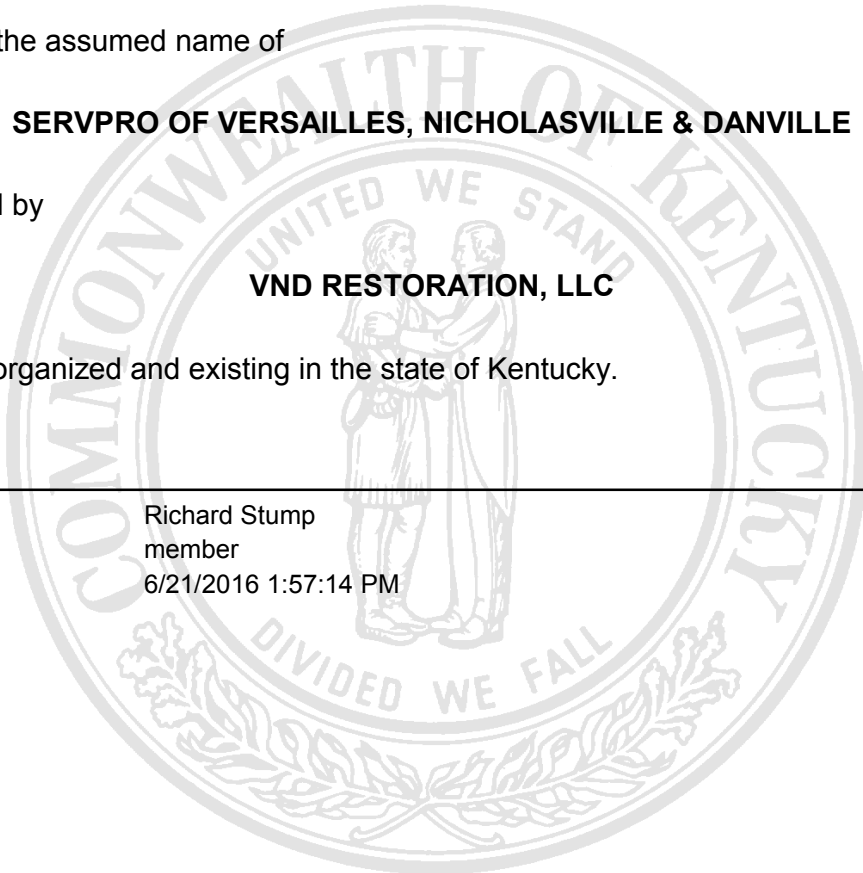 the assumed name of
SERVPRO OF VERSAILLES, NICHOLASVILLE & DANVILLE
by
VND RESTORATION, LLC
organized and existing in the state of Kentucky.
Richard Stump
member
6/21/2016 1:57:14 PM
COMMONWEALTH OF KENTUCKY
UNITED WE STAND
DIVIDED WE FALL